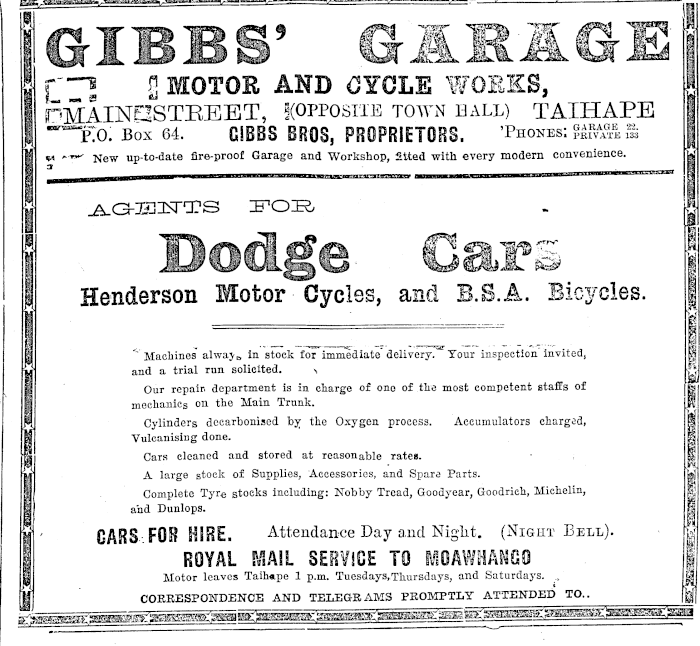 GIBBS' GARAGE
MOTOR AND CYCLE WORKS,
MAIN STREET, (OPPOSITE TOWN HALL) TAIHAPE
P.O. Box 64. GIBBS BROS, PROPRIETORS. 'PHONES: GARAGE 22. PRIVATE 133
New up-to-date fire-proof Garage and Workshop, fitted with every modern convenience.
AGENTS FOR
Dodge Cars
Henderson Motor Cycles, and B.S.A. Bicycles.
Machines always in stock for immediate delivery. Your inspection invited,
and a trial run solicited.
Our repair department is in charge of one of the most competent staffs of
mechanics on the Main Trunk.
Cylinders decarbonised by the Oxygen process. Accumulators charged,
Vulcanising done.
Cars cleaned and stored at reasonable rates.
A large stock of Supplies, Accessories, and Spare Parts.
Complete Tyre stocks including: Nobby Tread, Goodyear, Goodrich, Michelin,
and Dunlops.
CARS FOR HIRE. Attendance Day and Night. (NIGHT BELL).
ROYAL MAIL SERVICE TO MOAWHANGO
Motor leaves Taihape 1 p.m. Tuesdays, Thursdays, and Saturdays.
CORRESPONDENCE AND TELEGRAMS PROMPTLY ATTENDED TO..